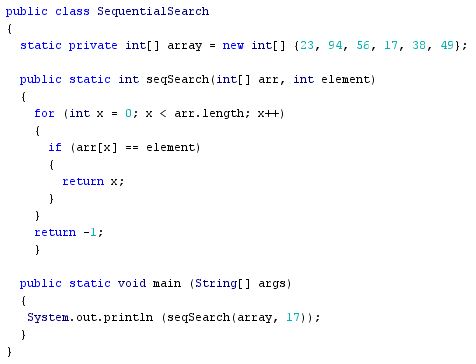 public class SequentialSearch
{
static private int[] array = new int[] {23, 94, 56, 17, 38, 49};
public static int seqSearch(int[] arr, int element)
{
for (int x = 0; x < arr.length; x++)
{
if (arr[x] == element)
{
return x;
}
}
return -1;
}
public static void main (String[] args)
{
System.out.println (seqSearch(array, 17));
}
}